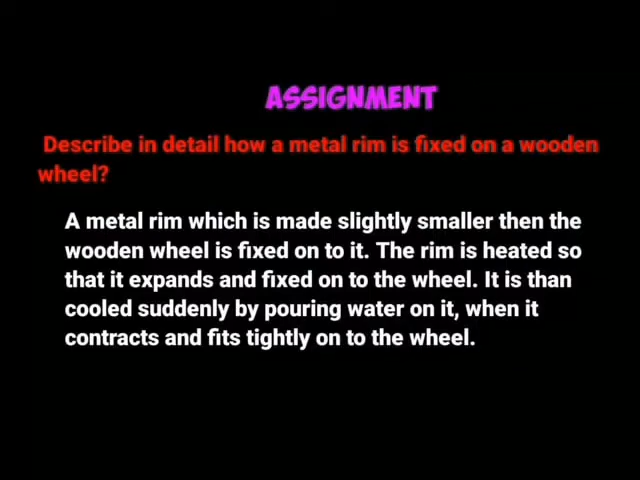 ASSIGNMENT
Describe in detail how a metal rim is fixed on a wooden
wheel?
A metal rim which is made slightly smaller then the
wooden wheel is fixed on to it. The rim is heated so
that it expands and fixed on to the wheel. It is than
cooled suddenly by pouring water on it, when it
contracts and fits tightly on to the wheel.